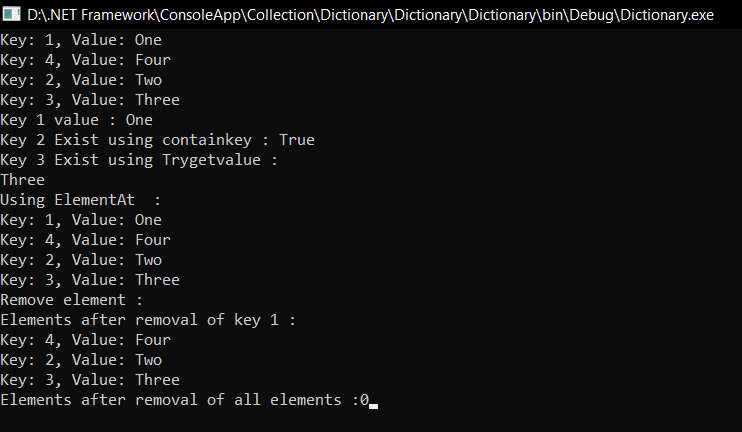 D:\.NET Framework\ConsoleApp\Collection\Dictionary\Dictionary\Dictionary\bin\Debug\Dictionary.exe
Key: 1, Value: One
Key: 4, Value: Four
Key: 2, Value: Two
Key: 3, Value: Three
Key 1 value : One
Key 2 Exist using containkey : True
Key 3 Exist using Trygetvalue :
Three
Using ElementAt  :
Key: 1, Value: One
Key: 4, Value: Four
Key: 2, Value: Two
Key: 3, Value: Three
Remove element :
Elements after removal of key 1 :
Key: 4, Value: Four
Key: 2, Value: Two
Key: 3, Value: Three
Elements after removal of all elements :0